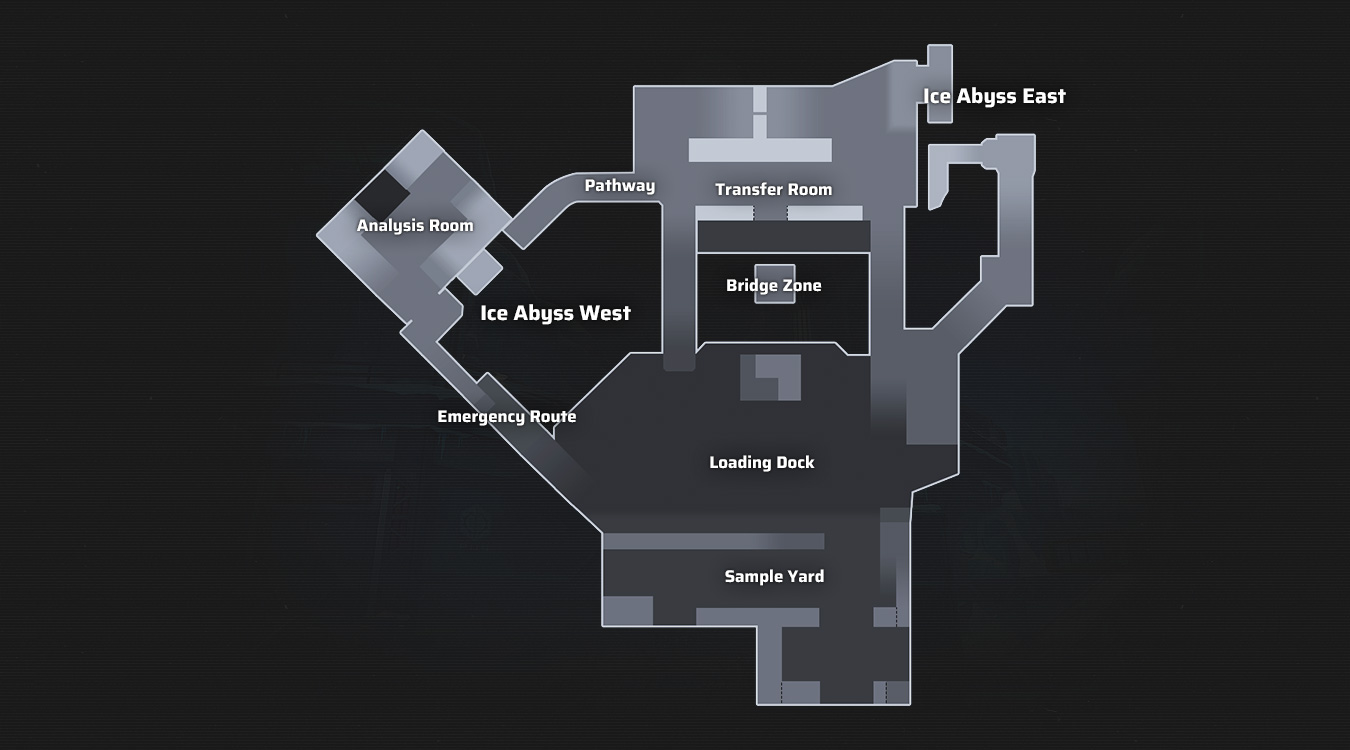 Ice Abyss East
Pathway
Transfer Room
Analysis Room
Bridge Zone
Ice Abyss West
Emergency Route
Loading Dock
Sample Yard